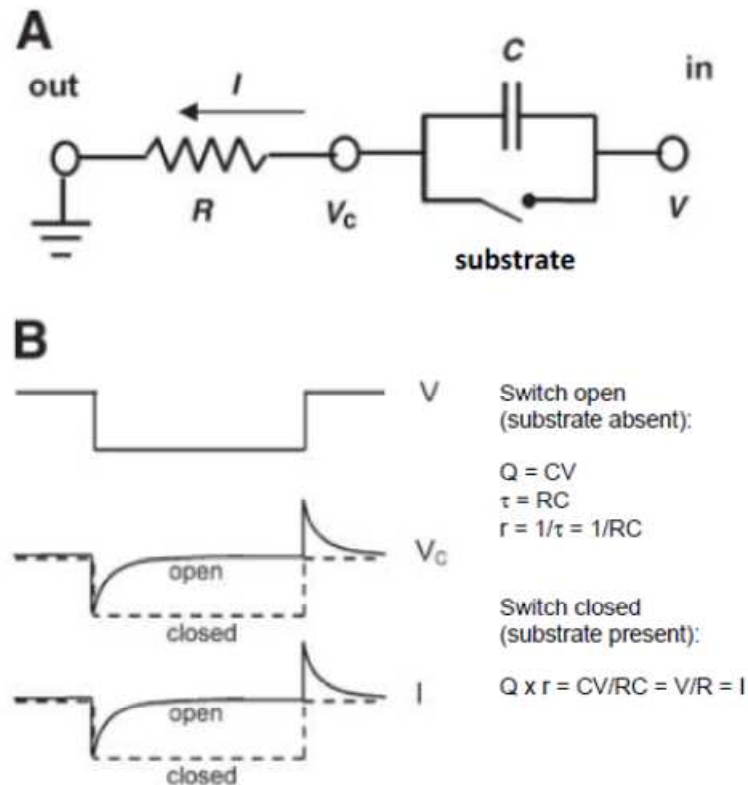 A
out
I
C
in
R
Vc
V
substrate
B
V
Switch open
(substrate absent):
Q = CV
τ = RC
r = 1/τ = 1/RC
open
VC
closed
Switch closed
(substrate present):
open
I
Q x r = CV/RC = V/R = I
closed